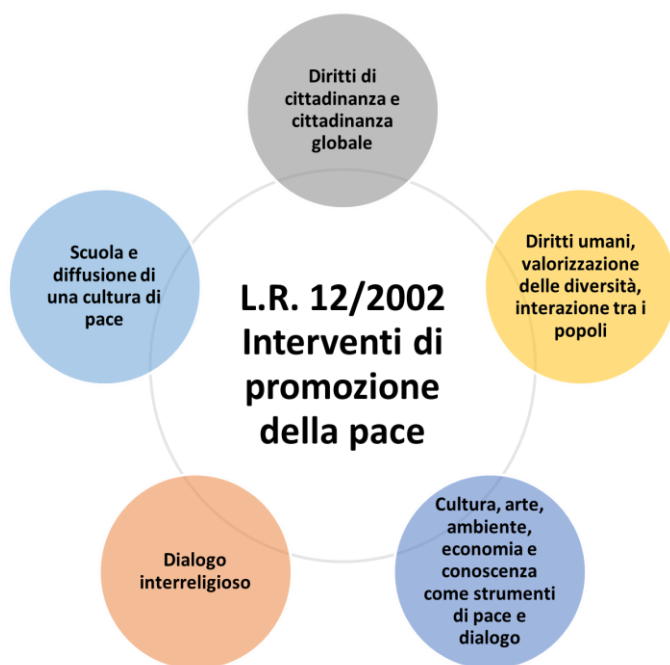 Diritti di
cittadinanza e
cittadinanza
globale
Scuola e
diffusione di
una cultura di
pace
L.R. 12/2002
Interventi di
promozione
della pace
Diritti umani,
valorizzazione
delle diversità,
interazione tra i
popoli
Dialogo
interreligioso
Cultura, arte,
ambiente,
economia e
conoscenza
come strumenti
di pace e
dialogo